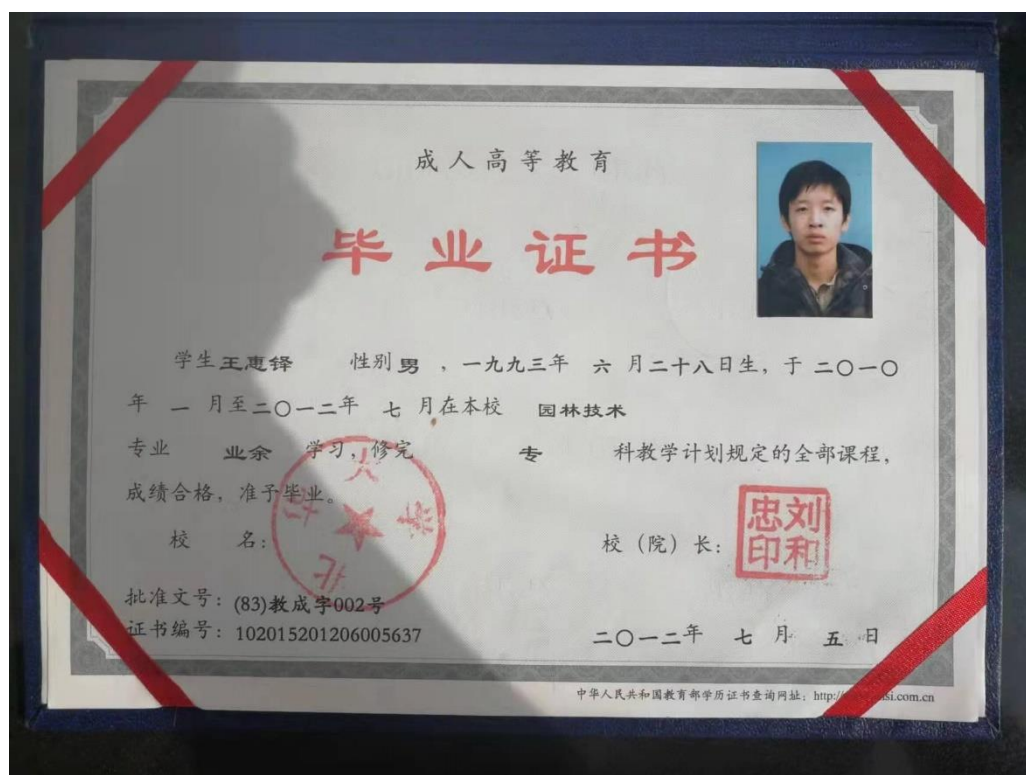 成人高等教育
毕业证书
学生王惠铎 性别男 ，一九九三年 六 月二十八日生，于 二〇一〇
年 一 月至二〇一二年 七 月在本校 园林技术
专业 业余 学习，修完 专 科教学计划规定的全部课程，
成绩合格，准予毕业。
校 名： 校（院）长：
刘和忠印
批准文号：(83)教成字002号
证书编号：102015201206005637
二〇一二年 七 月 五 日
中华人民共和国教育部学历证书查询网址：http:// si.com.cn